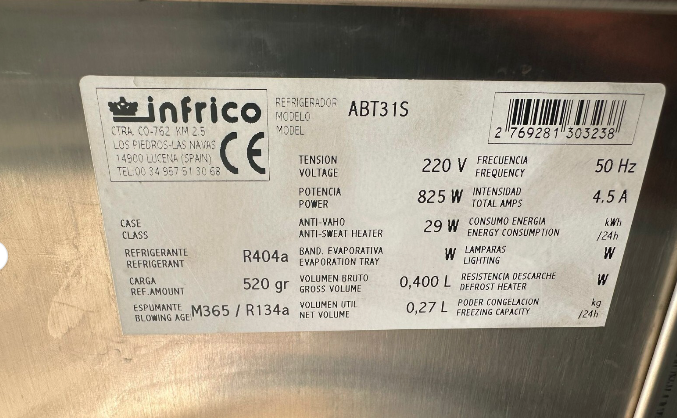 infrico
CTRA. CO-762 KM 2.5
LOS PIEDROS-LAS NAVAS
14900 LUCENA (SPAIN)
TEL:00 34 957 51 30 68
CE
REFRIGERADOR
MODELO
MODEL
ABT31S
2 769281 303238
TENSION
VOLTAGE
220 V
FRECUENCIA
FREQUENCY
50 Hz
POTENCIA
POWER
825 W
INTENSIDAD
TOTAL AMPS
4.5 A
CASE
CLASS
ANTI-VAHO
ANTI-SWEAT HEATER
29 W
CONSUMO ENERGIA
ENERGY CONSUMPTION
kWh
/24h
REFRIGERANTE
REFRIGERANT
R404a
BAND. EVAPORATIVA
EVAPORATION TRAY
W
LAMPARAS
LIGHTING
W
CARGA
REF.AMOUNT
520 gr
VOLUMEN BRUTO
GROSS VOLUME
0,400 L
RESISTENCIA DESCARCHE
DEFROST HEATER
W
ESPUMANTE
BLOWING AGE
M365 / R134a
VOLUMEN UTIL
NET VOLUME
0,27 L
PODER CONGELACION
FREEZING CAPACITY
kg
/24h